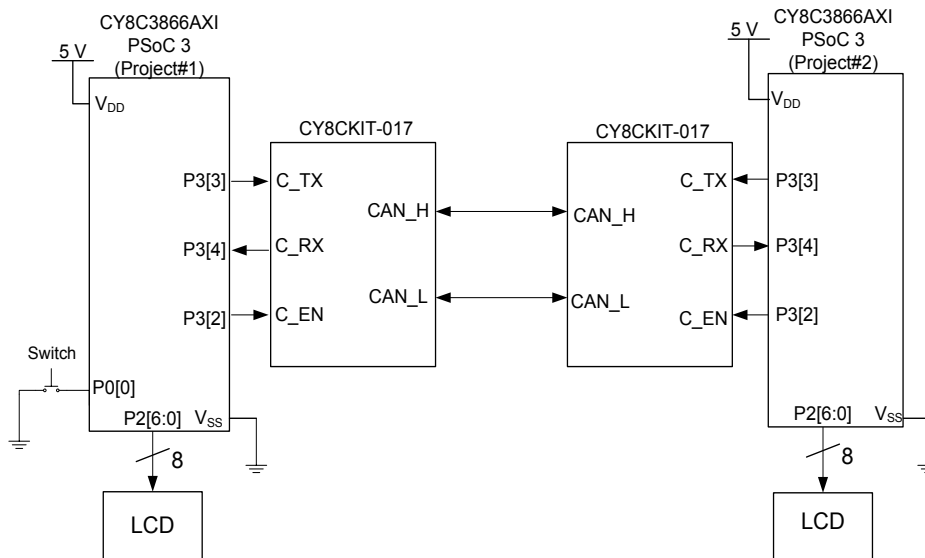 CY8C3866AXI
PSoC 3
(Project#1)
5 V
VDD
P3[3]
P3[4]
P3[2]
Switch
P0[0]
P2[6:0]
VSS
8
LCD
CY8CKIT-017
C_TX
C_RX
C_EN
CAN_H
CAN_L
CY8CKIT-017
CAN_H
CAN_L
C_TX
C_RX
C_EN
CY8C3866AXI
PSoC 3
(Project#2)
5 V
VDD
P3[3]
P3[4]
P3[2]
P2[6:0]
VSS
8
LCD